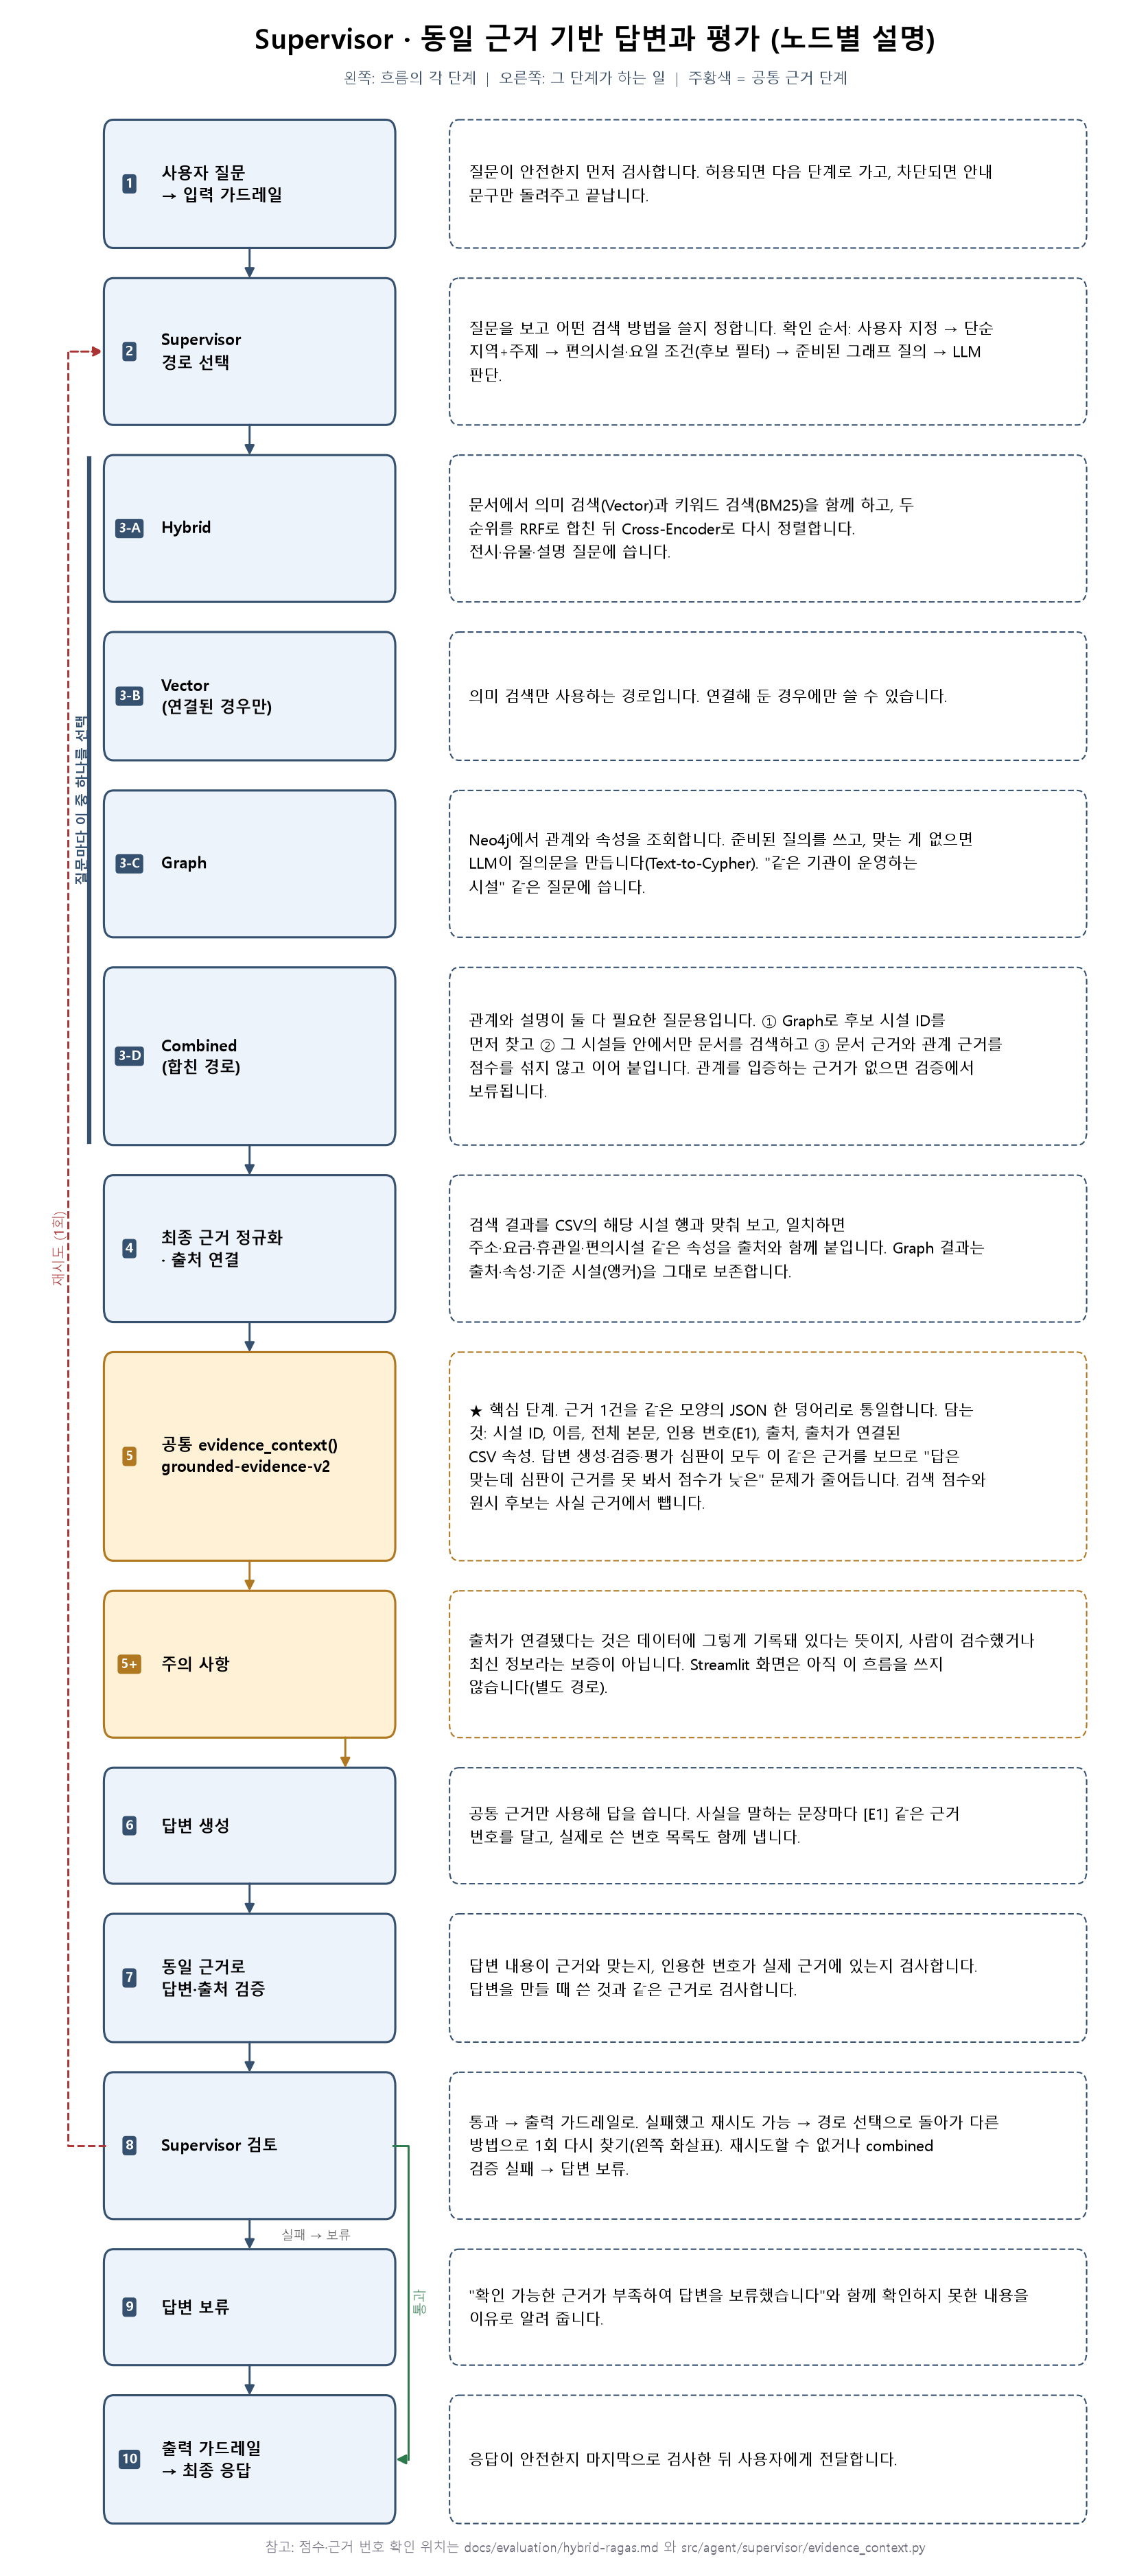 Supervisor · 동일 근거 기반 답변과 평가 (노드별 설명)
왼쪽: 흐름의 각 단계 | 오른쪽: 그 단계가 하는 일 | 주황색 = 공통 근거 단계
1
사용자 질문
→ 입력 가드레일
질문이 안전한지 먼저 검사합니다. 허용되면 다음 단계로 가고, 차단되면 안내
문구만 돌려주고 끝납니다.
2
Supervisor
경로 선택
질문을 보고 어떤 검색 방법을 쓸지 정합니다. 확인 순서: 사용자 지정 → 단순
지역+주제 → 편의시설·요일 조건(후보 필터) → 준비된 그래프 질의 → LLM
판단.
질문마다 이 중 하나를 선택
3-A
Hybrid
문서에서 의미 검색(Vector)과 키워드 검색(BM25)을 함께 하고, 두
순위를 RRF로 합친 뒤 Cross-Encoder로 다시 정렬합니다.
전시·유물·설명 질문에 씁니다.
3-B
Vector
(연결된 경우만)
의미 검색만 사용하는 경로입니다. 연결해 둔 경우에만 쓸 수 있습니다.
3-C
Graph
Neo4j에서 관계와 속성을 조회합니다. 준비된 질의를 쓰고, 맞는 게 없으면
LLM이 질의문을 만듭니다(Text-to-Cypher). "같은 기관이 운영하는
시설" 같은 질문에 씁니다.
3-D
Combined
(합친 경로)
관계와 설명이 둘 다 필요한 질문용입니다. ① Graph로 후보 시설 ID를
먼저 찾고 ② 그 시설들 안에서만 문서를 검색하고 ③ 문서 근거와 관계 근거를
점수를 섞지 않고 이어 붙입니다. 관계를 입증하는 근거가 없으면 검증에서
보류됩니다.
재시도 (1회)
4
최종 근거 정규화
· 출처 연결
검색 결과를 CSV의 해당 시설 행과 맞춰 보고, 일치하면
주소·요금·휴관일·편의시설 같은 속성을 출처와 함께 붙입니다. Graph 결과는
출처·속성·기준 시설(앵커)을 그대로 보존합니다.
5
공통 evidence_context()
grounded-evidence-v2
★ 핵심 단계. 근거 1건을 같은 모양의 JSON 한 덩어리로 통일합니다. 담는
것: 시설 ID, 이름, 전체 본문, 인용 번호(E1), 출처, 출처가 연결된
CSV 속성. 답변 생성·검증·평가 심판이 모두 이 같은 근거를 보므로 "답은
맞는데 심판이 근거를 못 봐서 점수가 낮은" 문제가 줄어듭니다. 검색 점수와
원시 후보는 사실 근거에서 뺍니다.
5+
주의 사항
출처가 연결됐다는 것은 데이터에 그렇게 기록돼 있다는 뜻이지, 사람이 검수했거나
최신 정보라는 보증이 아닙니다. Streamlit 화면은 아직 이 흐름을 쓰지
않습니다(별도 경로).
6
답변 생성
공통 근거만 사용해 답을 씁니다. 사실을 말하는 문장마다 [E1] 같은 근거
번호를 달고, 실제로 쓴 번호 목록도 함께 냅니다.
7
동일 근거로
답변·출처 검증
답변 내용이 근거와 맞는지, 인용한 번호가 실제 근거에 있는지 검사합니다.
답변을 만들 때 쓴 것과 같은 근거로 검사합니다.
8
Supervisor 검토
통과 → 출력 가드레일로. 실패했고 재시도 가능 → 경로 선택으로 돌아가 다른
방법으로 1회 다시 찾기(왼쪽 화살표). 재시도할 수 없거나 combined
검증 실패 → 답변 보류.
실패 → 보류
통과
9
답변 보류
"확인 가능한 근거가 부족하여 답변을 보류했습니다"와 함께 확인하지 못한 내용을
이유로 알려 줍니다.
10
출력 가드레일
→ 최종 응답
응답이 안전한지 마지막으로 검사한 뒤 사용자에게 전달합니다.
참고: 점수·근거 번호 확인 위치는 docs/evaluation/hybrid-ragas.md 와 src/agent/supervisor/evidence_context.py